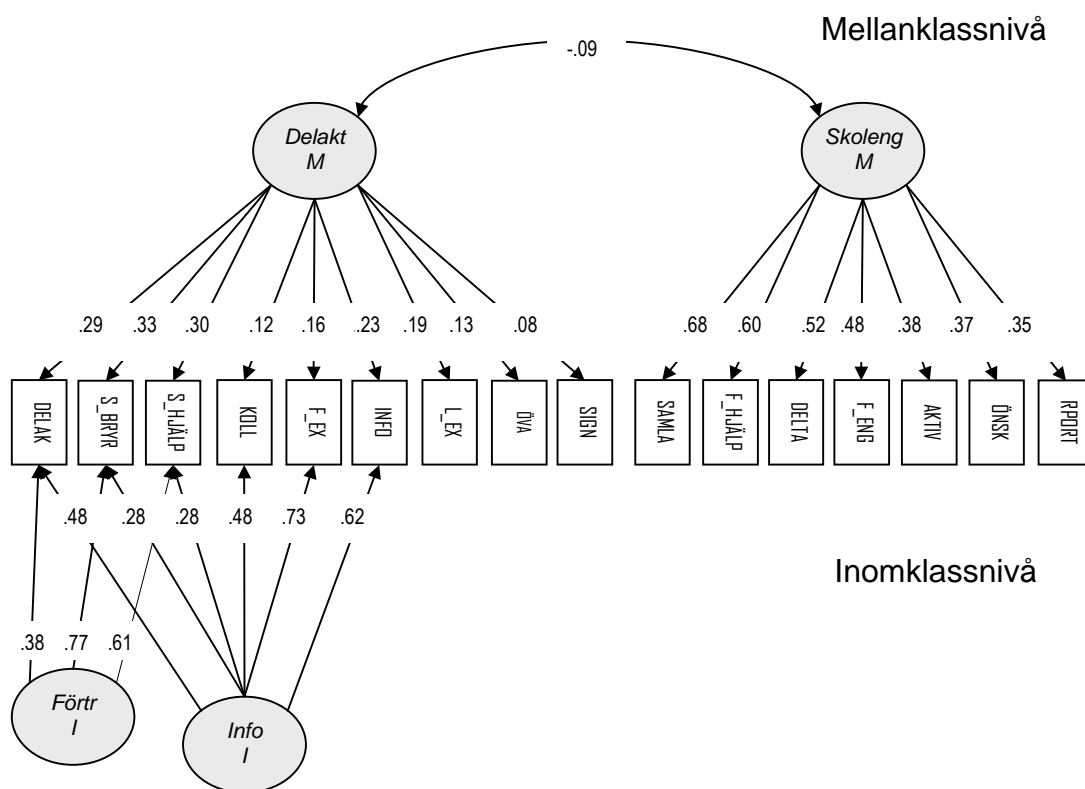 Mellanklassnivå
-.09
Delakt
M
Skoleng
M
.29 .33 .30 .12 .16 .23 .19 .13 .08 .68 .60 .52 .48 .38 .37 .35
DELAK S_BRYR S_HJÄLP KOLL F_EX INFO L_EX ÖVA SIGN SAMLA F_HJÄLP DELTA F_ENG AKTIV ÖNSK RPORT
.48 .28 .28 .48 .73 .62
Inomklassnivå
.38 .77 .61
Förtr
I
Info
I